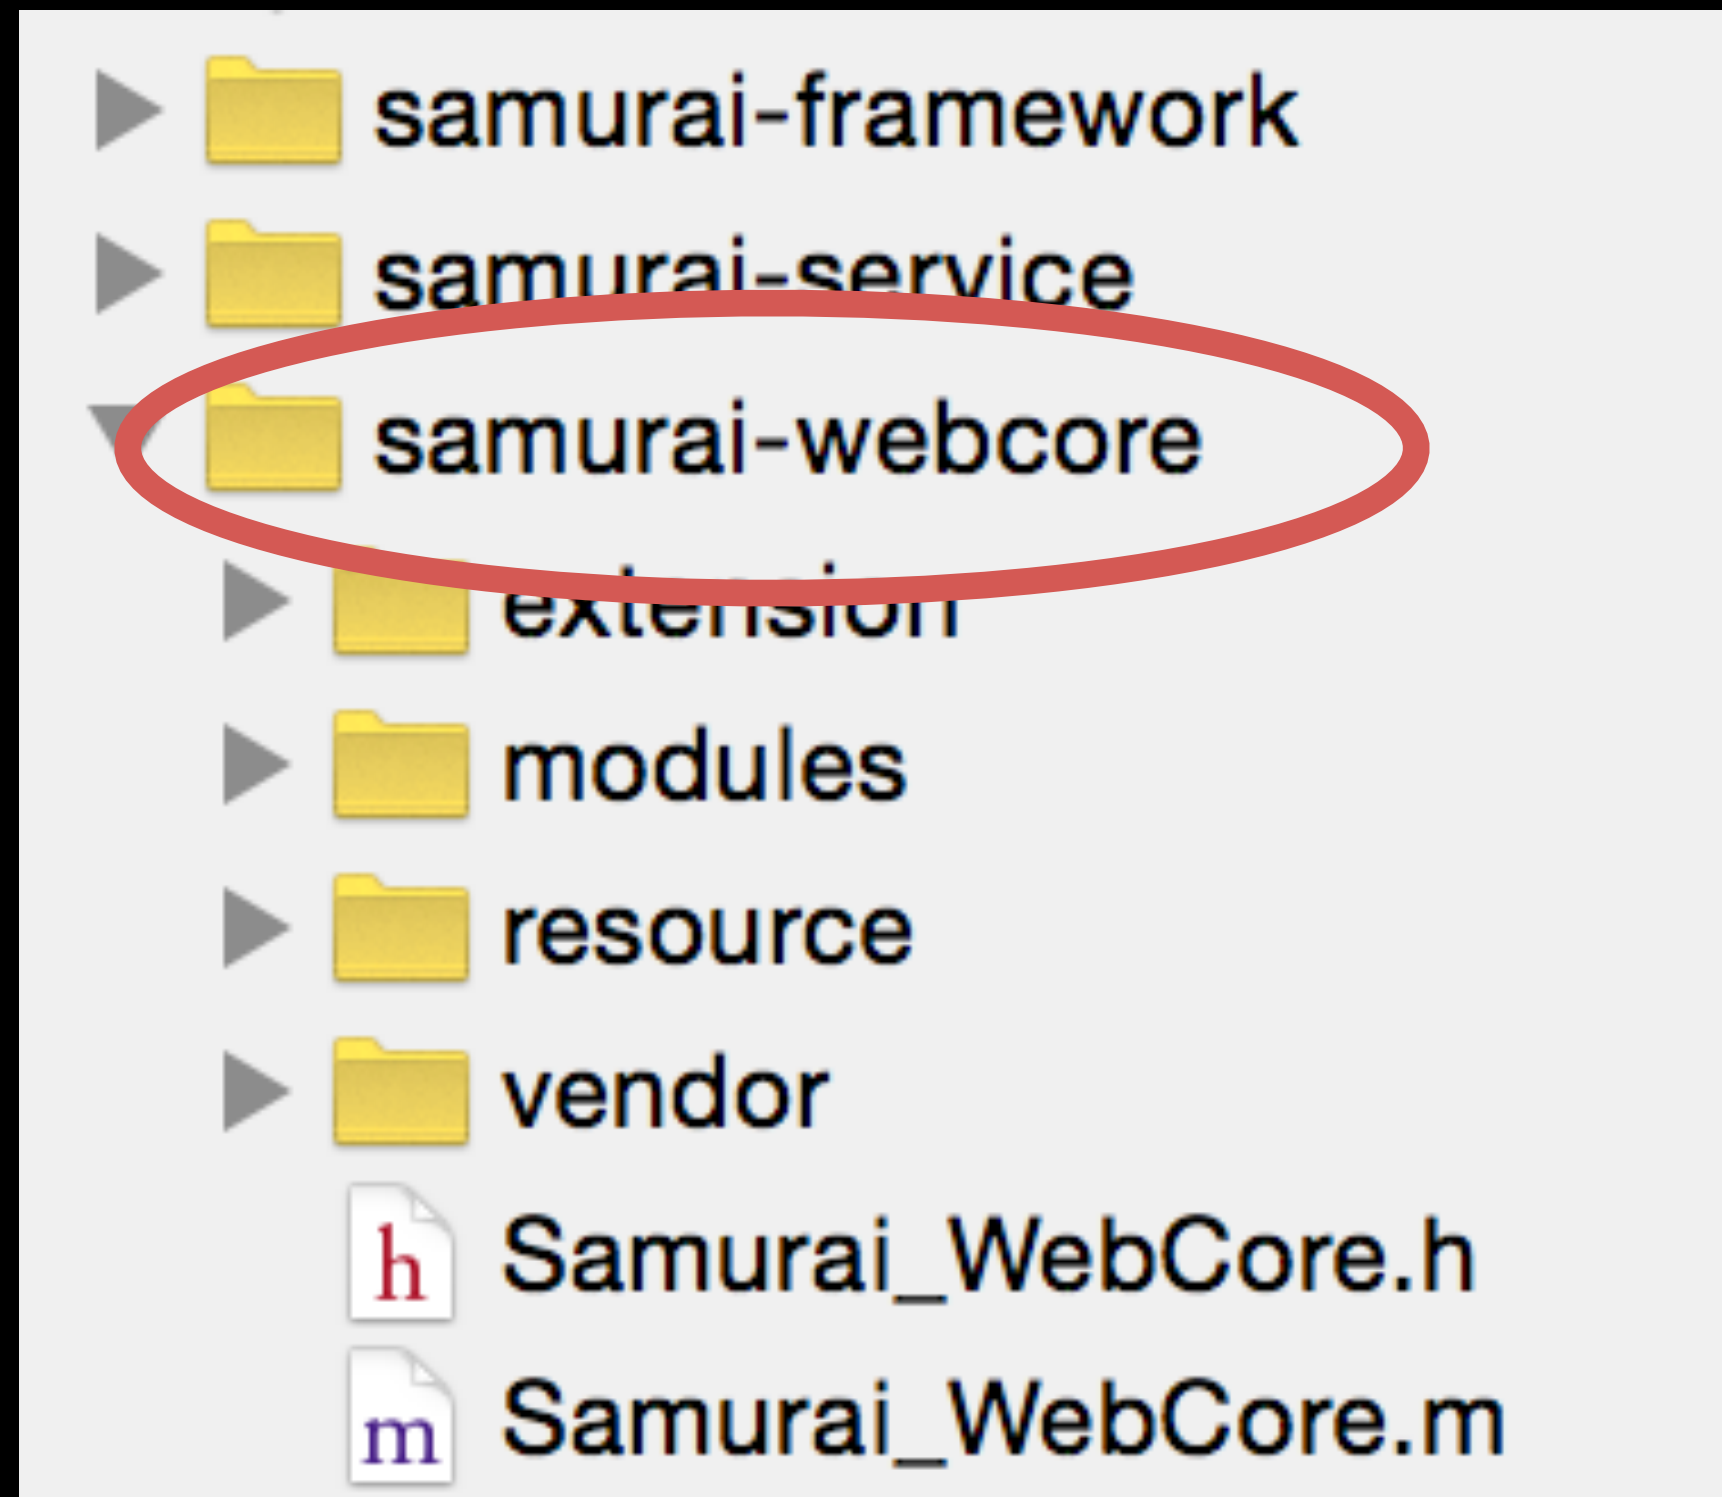 samurai-framework
samurai-service
samurai-webcore
extension
modules
resource
vendor
h Samurai_WebCore.h
m Samurai_WebCore.m